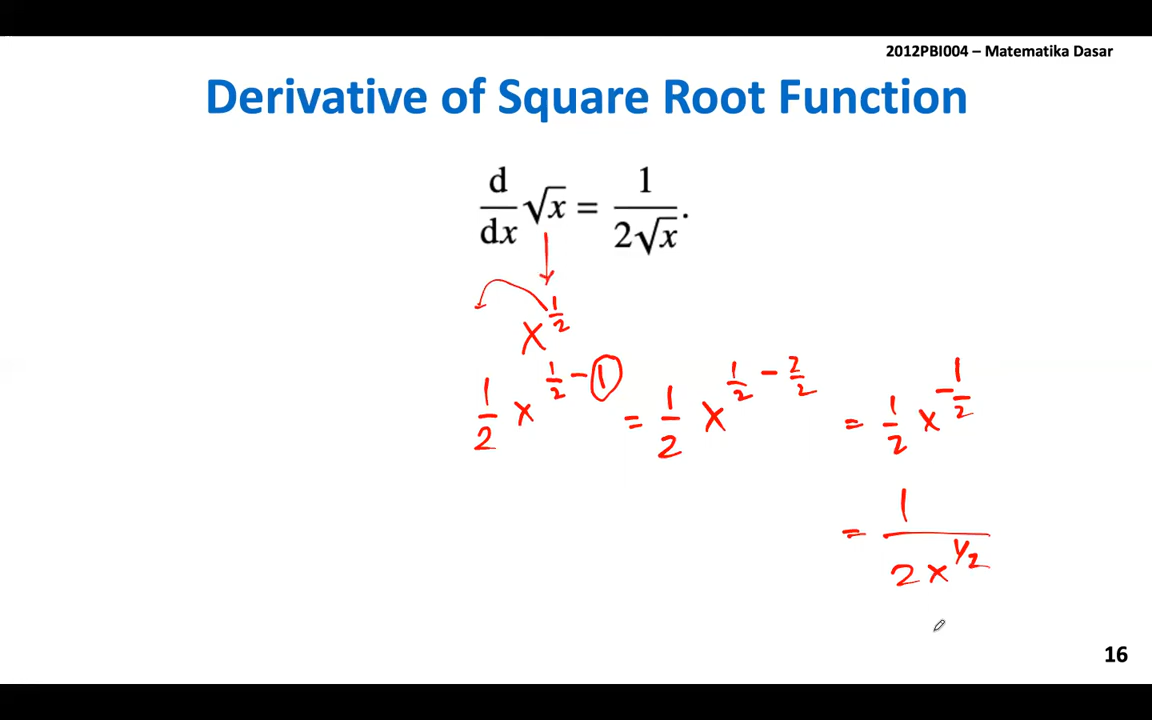 2012PBI004 – Matematika Dasar
Derivative of Square Root Function
d/dx √x = 1/(2√x).
x^(1/2)
1/2 x^(1/2 − 1) = 1/2 x^(1/2 − 2/2) = 1/2 x^(−1/2)
= 1/(2x^(1/2))
16